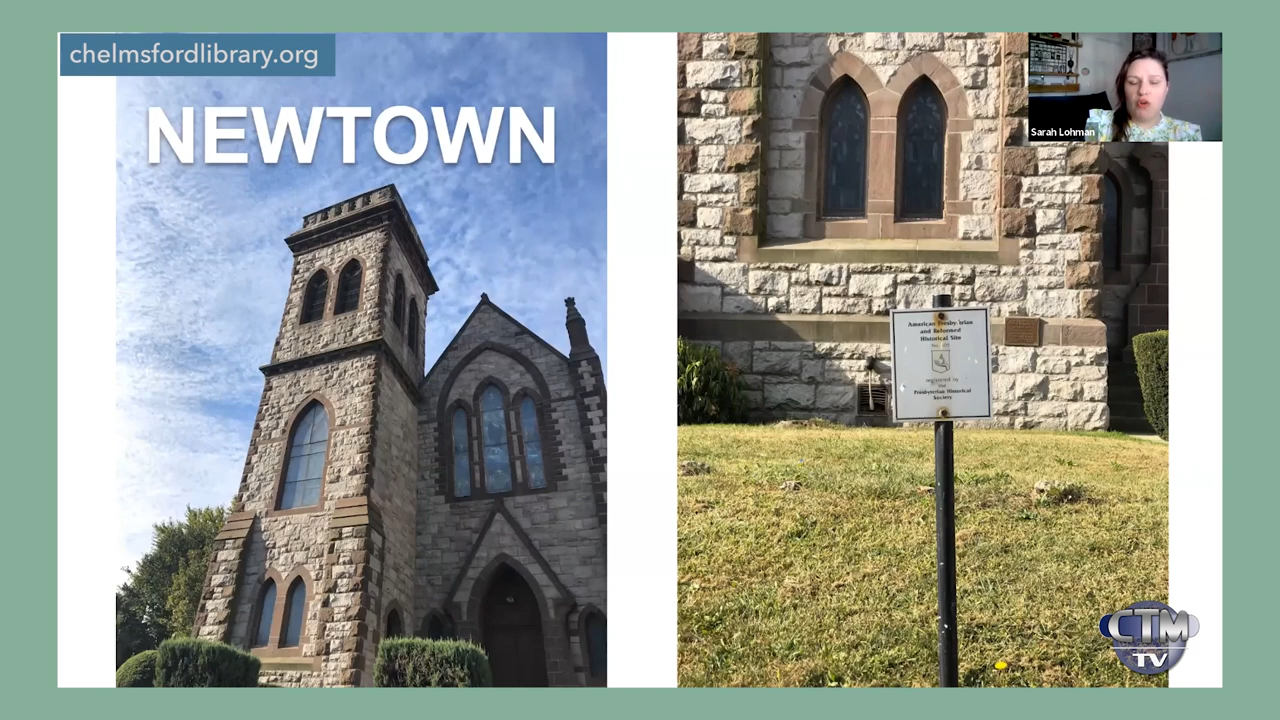 chelmsfordlibrary.org
NEWTOWN
Sarah Lohman
American Presbyterian
and Reformed
Historical Site
registered by
the
Presbyterian Historical
Society
CTM
TV